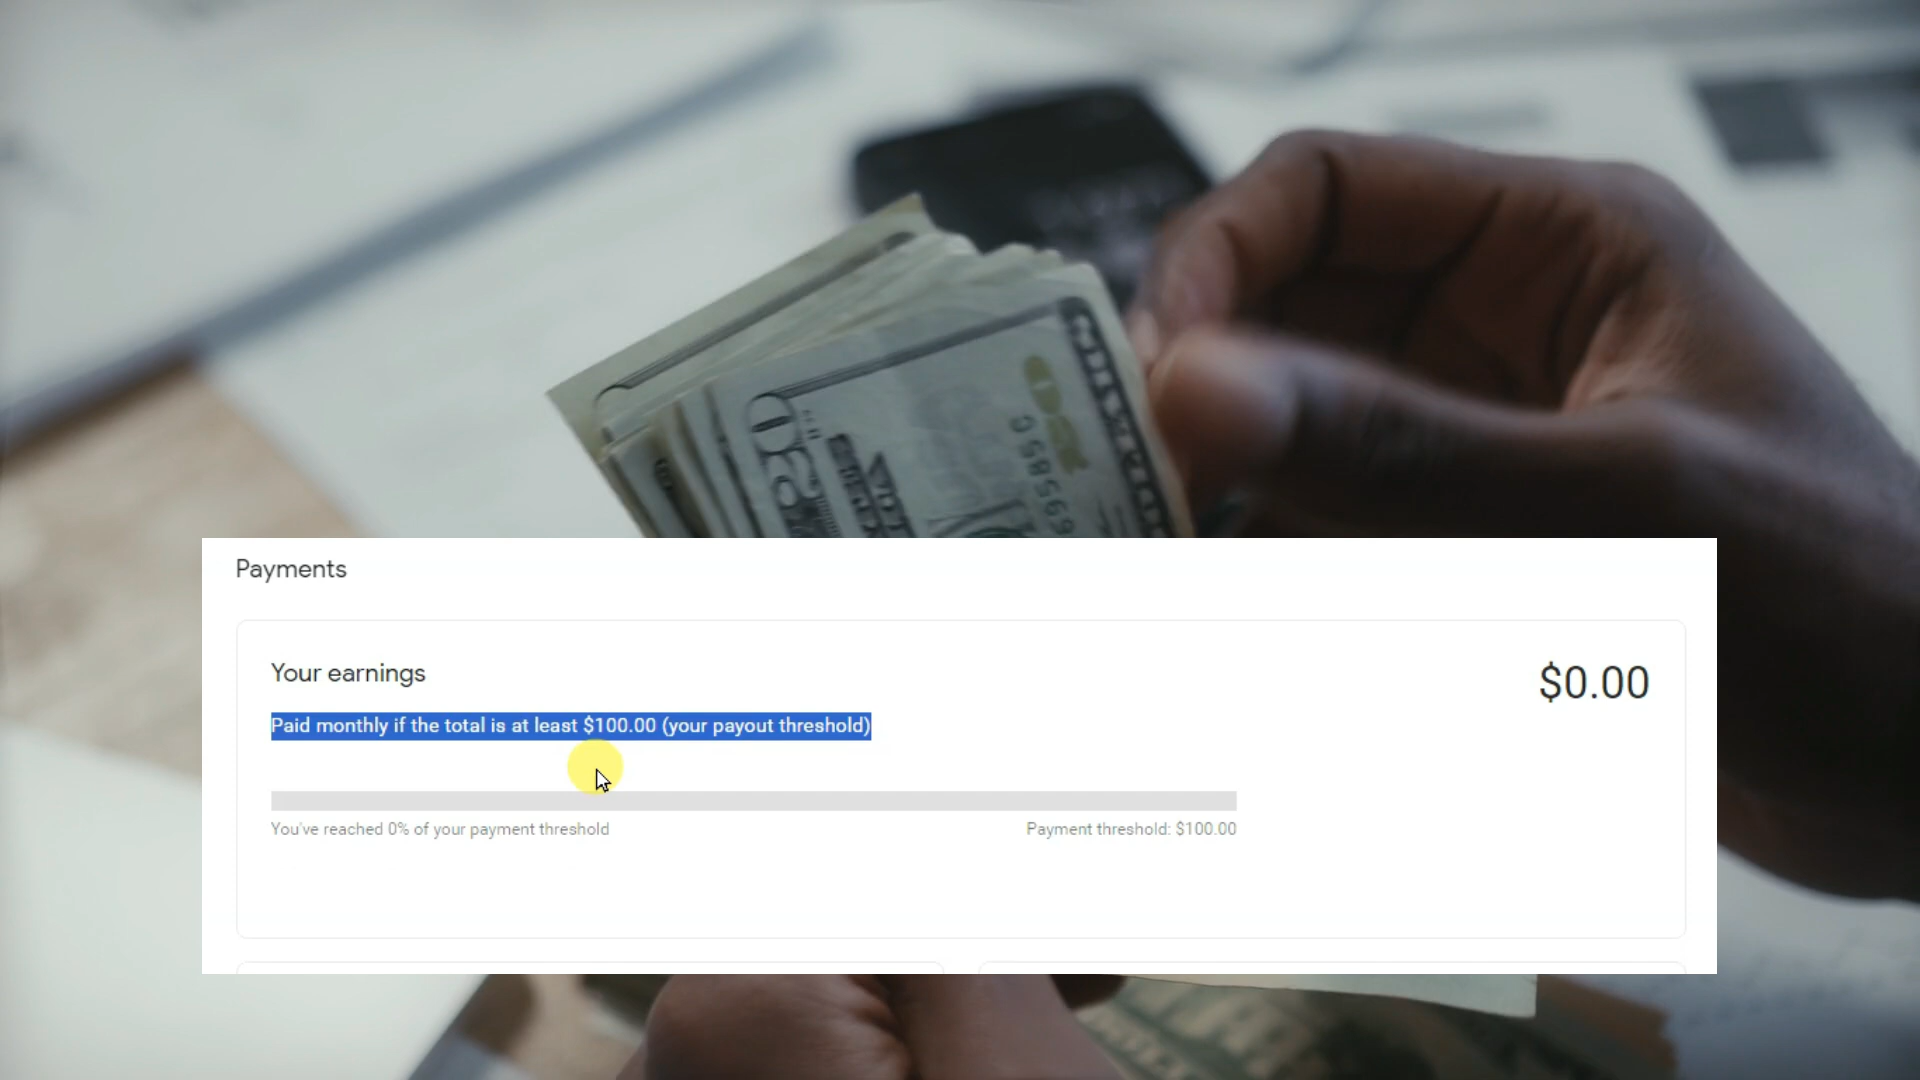 Payments
Your earnings
$0.00
Paid monthly if the total is at least $100.00 (your payout threshold)
You've reached 0% of your payment threshold
Payment threshold: $100.00